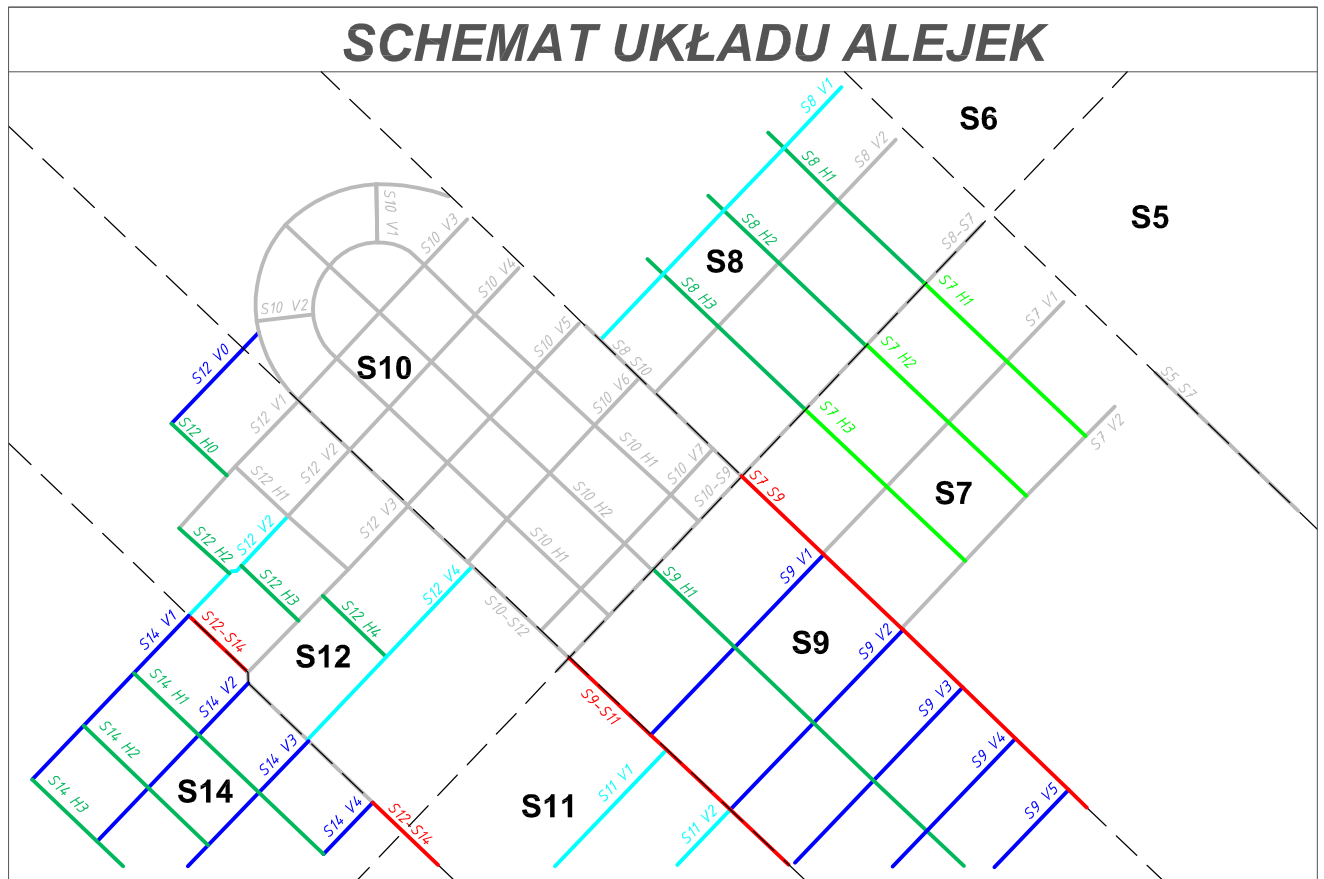 SCHEMAT UKŁADU ALEJEK
S8 V1
S6
S8 V2
S8 H1
S10 V1
S5
S10 V3
S8 H2
S8-S7
S8
S10 V4
S8 H3
S7 H1
S10 V2
S7 V1
S10 V5
S12 V0
S8 S10
S7 H2
S10
S5 S7
S10 V6
S12 V1
S7 H3
S7 V2
S12 H0
S12 V2
S10 H1
S10 V7
S12 H1
S10-S9
S7 S9
S7
S10 H2
S12 V3
S12 V2
S10 H1
S12 H2
S9 V1
S9 H1
S12 V4
S12 H3
S10-S12
S14 V1
S12-S14
S12 H4
S12
S9
S9 V2
S14 H1
S14 V2
S9-S11
S9 V3
S14 H2
S14 V3
S9 V4
S14 H3
S14
S11 V1
S11
S14 V4
S12-S14
S11 V2
S9 V5